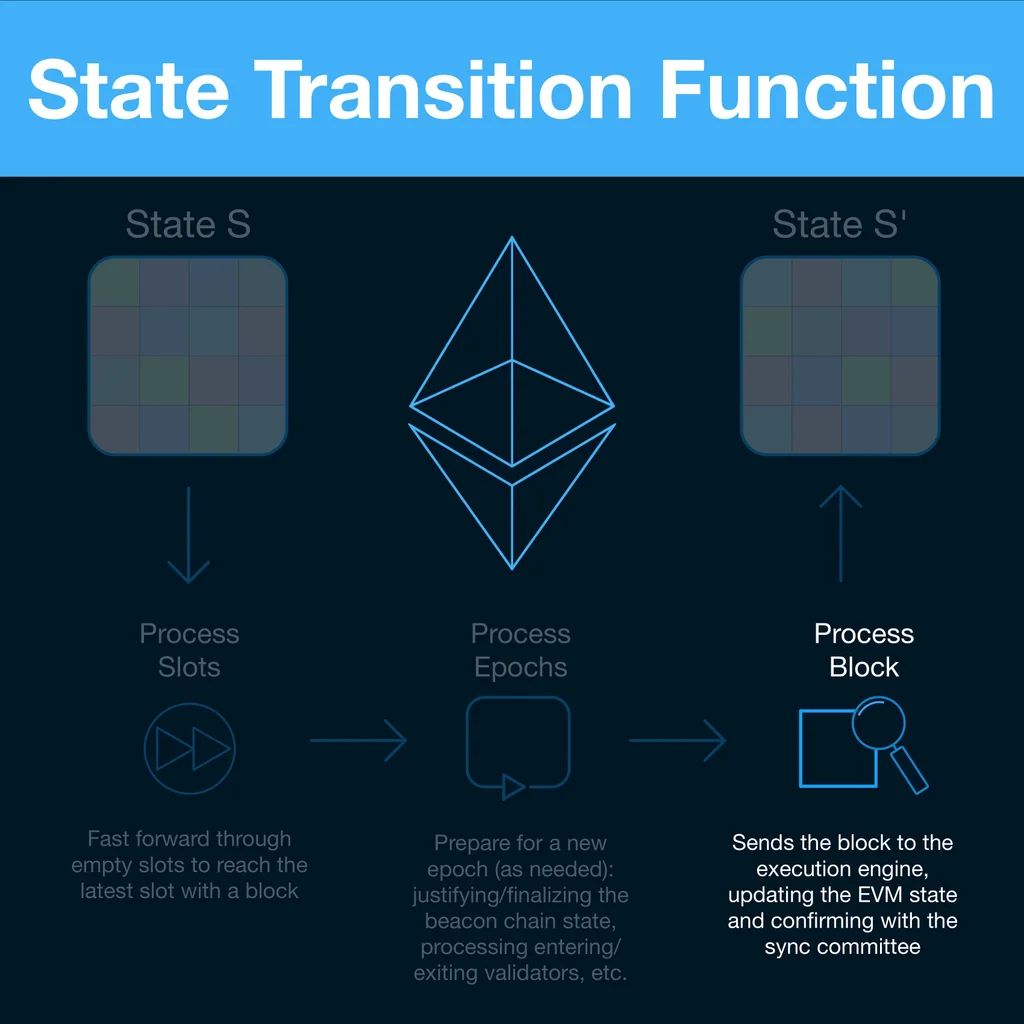 State Transition Function
State S
State S'
Process
Slots
Fast forward through
empty slots to reach the
latest slot with a block
Process
Epochs
Prepare for a new
epoch (as needed):
justifying/finalizing the
beacon chain state,
processing entering/
exiting validators, etc.
Process
Block
Sends the block to the
execution engine,
updating the EVM state
and confirming with the
sync committee